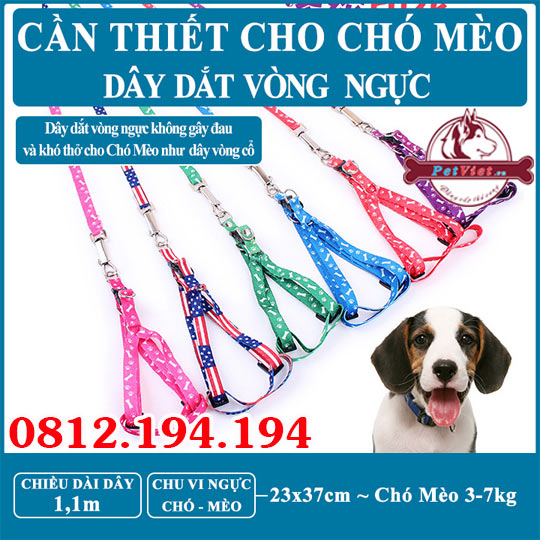 CẦN THIẾT CHO CHÓ MÈO
DÂY DẮT VÒNG NGỰC
Dây dắt vòng ngực không gây đau
và khó thở cho Chó Mèo như dây vòng cổ
PetViet.vn
0812.194.194
CHIỀU DÀI DÂY
1,1m
CHU VI NGỰC
CHÓ - MÈO
23x37cm ~ Chó Mèo 3-7kg